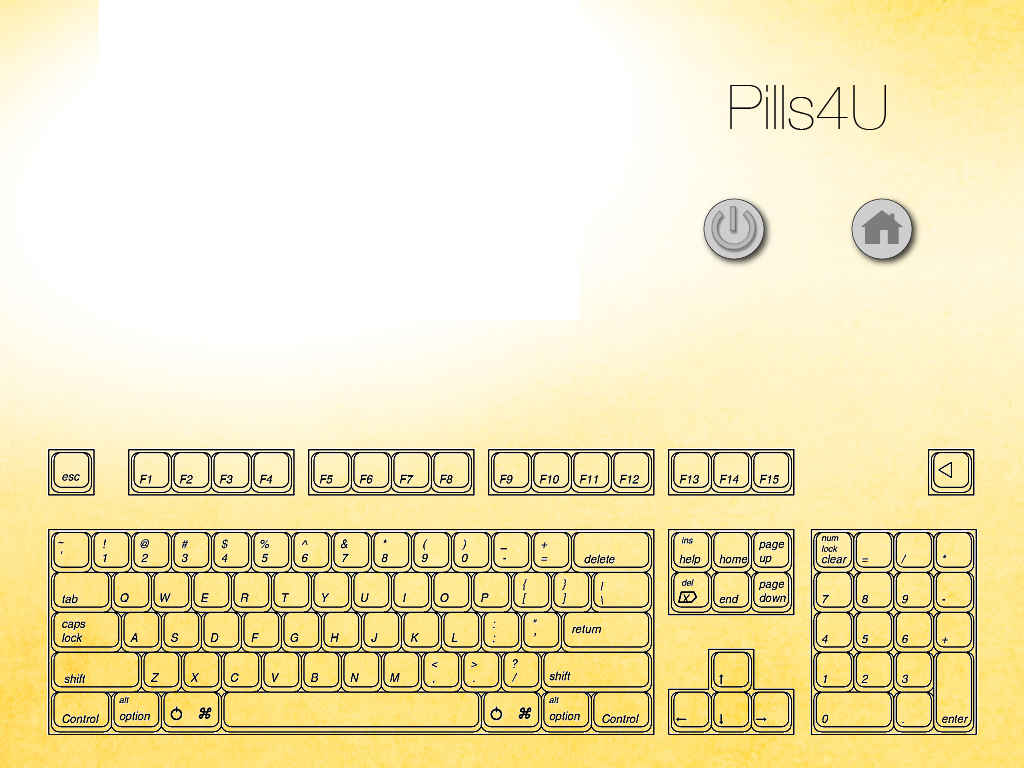 Pills4U
esc F1 F2 F3 F4 F5 F6 F7 F8 F9 F10 F11 F12 F13 F14 F15
~ ! @ # $ % ^ & * ( ) _ +
' 1 2 3 4 5 6 7 8 9 0 - = delete
tab Q W E R T Y U I O P { [ } ] | \
caps lock A S D F G H J K L : : " ' return
shift Z X C V B N M < , > . ? / shift
Control alt option ⌘ ⌘ alt option Control
ins help home page up
del end page down
↑
← ↓ →
num lock clear = / *
7 8 9 -
4 5 6 +
1 2 3
0 . enter